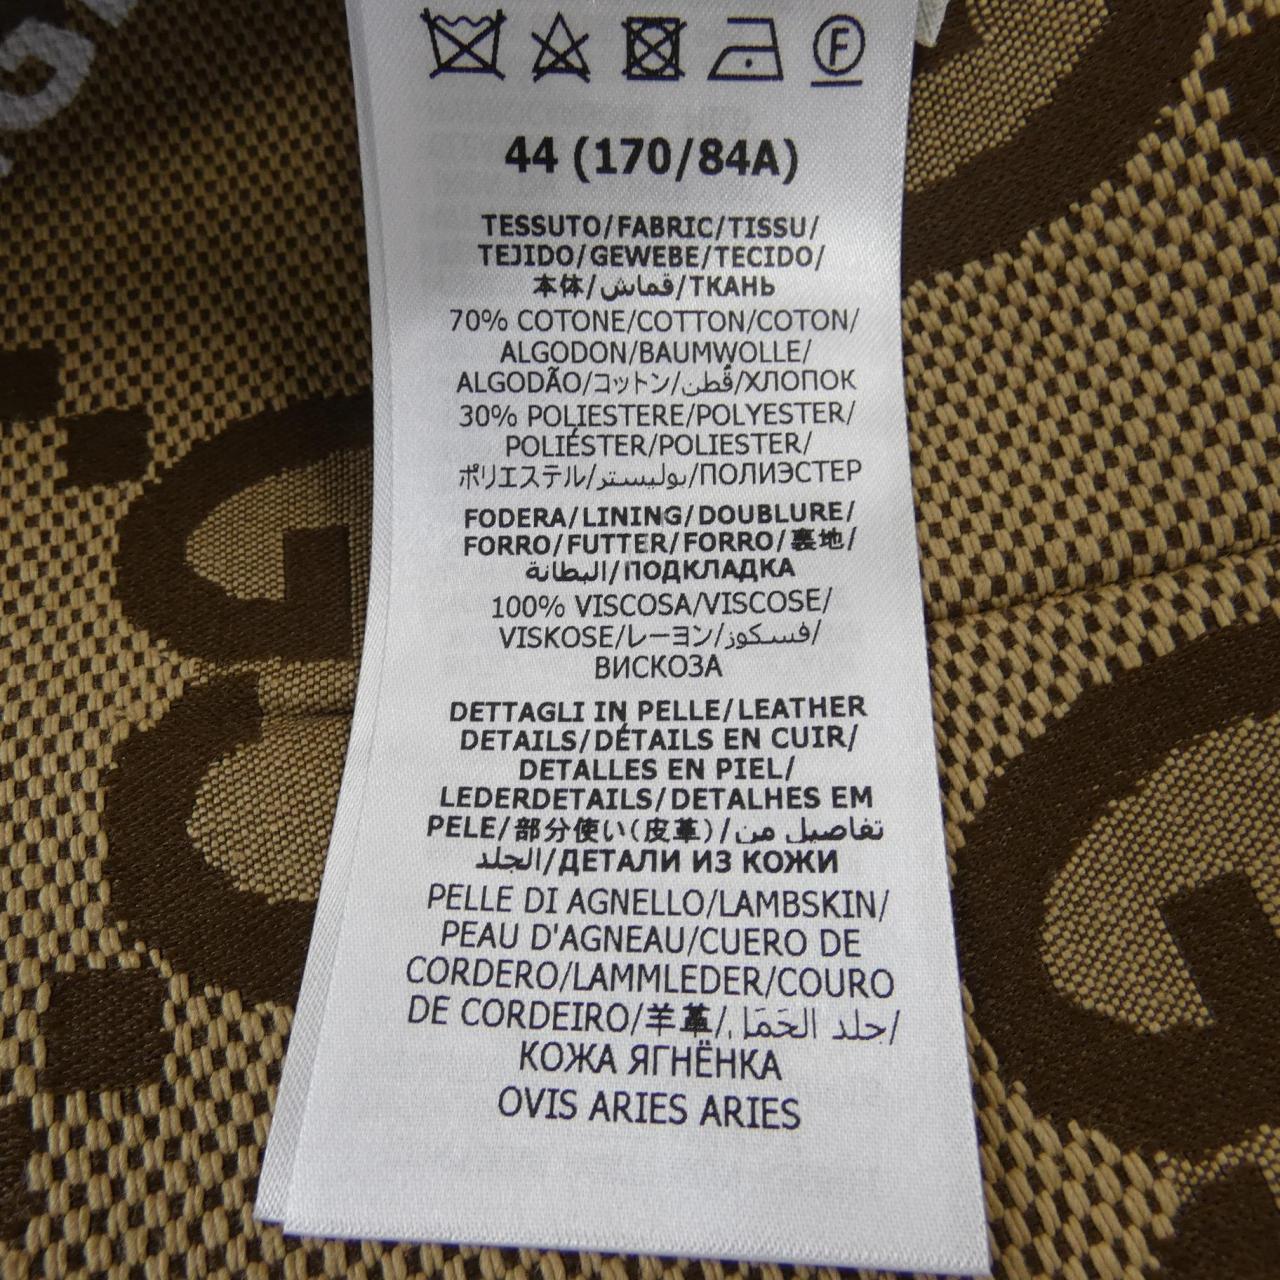 F
44 (170/84A)
TESSUTO/FABRIC/TISSU/
TEJIDO/GEWEBE/TECIDO/
本体/قماش/ТКАНЬ
70% COTONE/COTTON/COTON/
ALGODON/BAUMWOLLE/
ALGODÃO/コットン/قُطن/ХЛОПОК
30% POLIESTERE/POLYESTER/
POLIÉSTER/POLIESTER/
ポリエステル/بوليستر/ПОЛИЭСТЕР
FODERA/LINING/DOUBLURE/
FORRO/FUTTER/FORRO/裏地/
البطانة/ПОДКЛАДКА
100% VISCOSA/VISCOSE/
VISKOSE/レーヨン/فسكوز/
ВИСКОЗА
DETTAGLI IN PELLE/LEATHER
DETAILS/DÉTAILS EN CUIR/
DETALLES EN PIEL/
LEDERDETAILS/DETALHES EM
PELE/部分使い(皮革)/تفاصيل من
الجلد/ДЕТАЛИ ИЗ КОЖИ
PELLE DI AGNELLO/LAMBSKIN/
PEAU D'AGNEAU/CUERO DE
CORDERO/LAMMLEDER/COURO
DE CORDEIRO/羊革/جلد الحَمَل/
КОЖА ЯГНЁНКА
OVIS ARIES ARIES